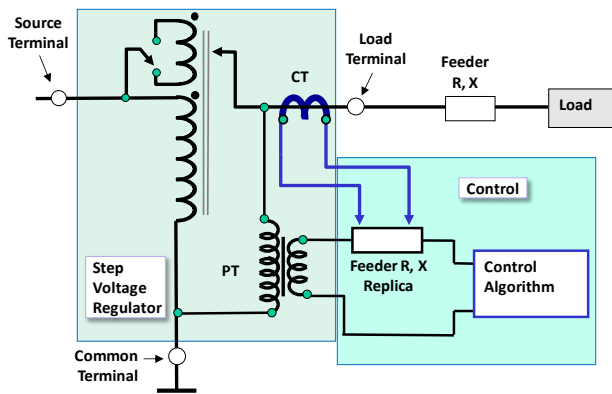 Source
Terminal
CT
Load
Terminal
Feeder
R, X
Load
Control
Step
Voltage
Regulator
PT
Feeder R, X
Replica
Control
Algorithm
Common
Terminal